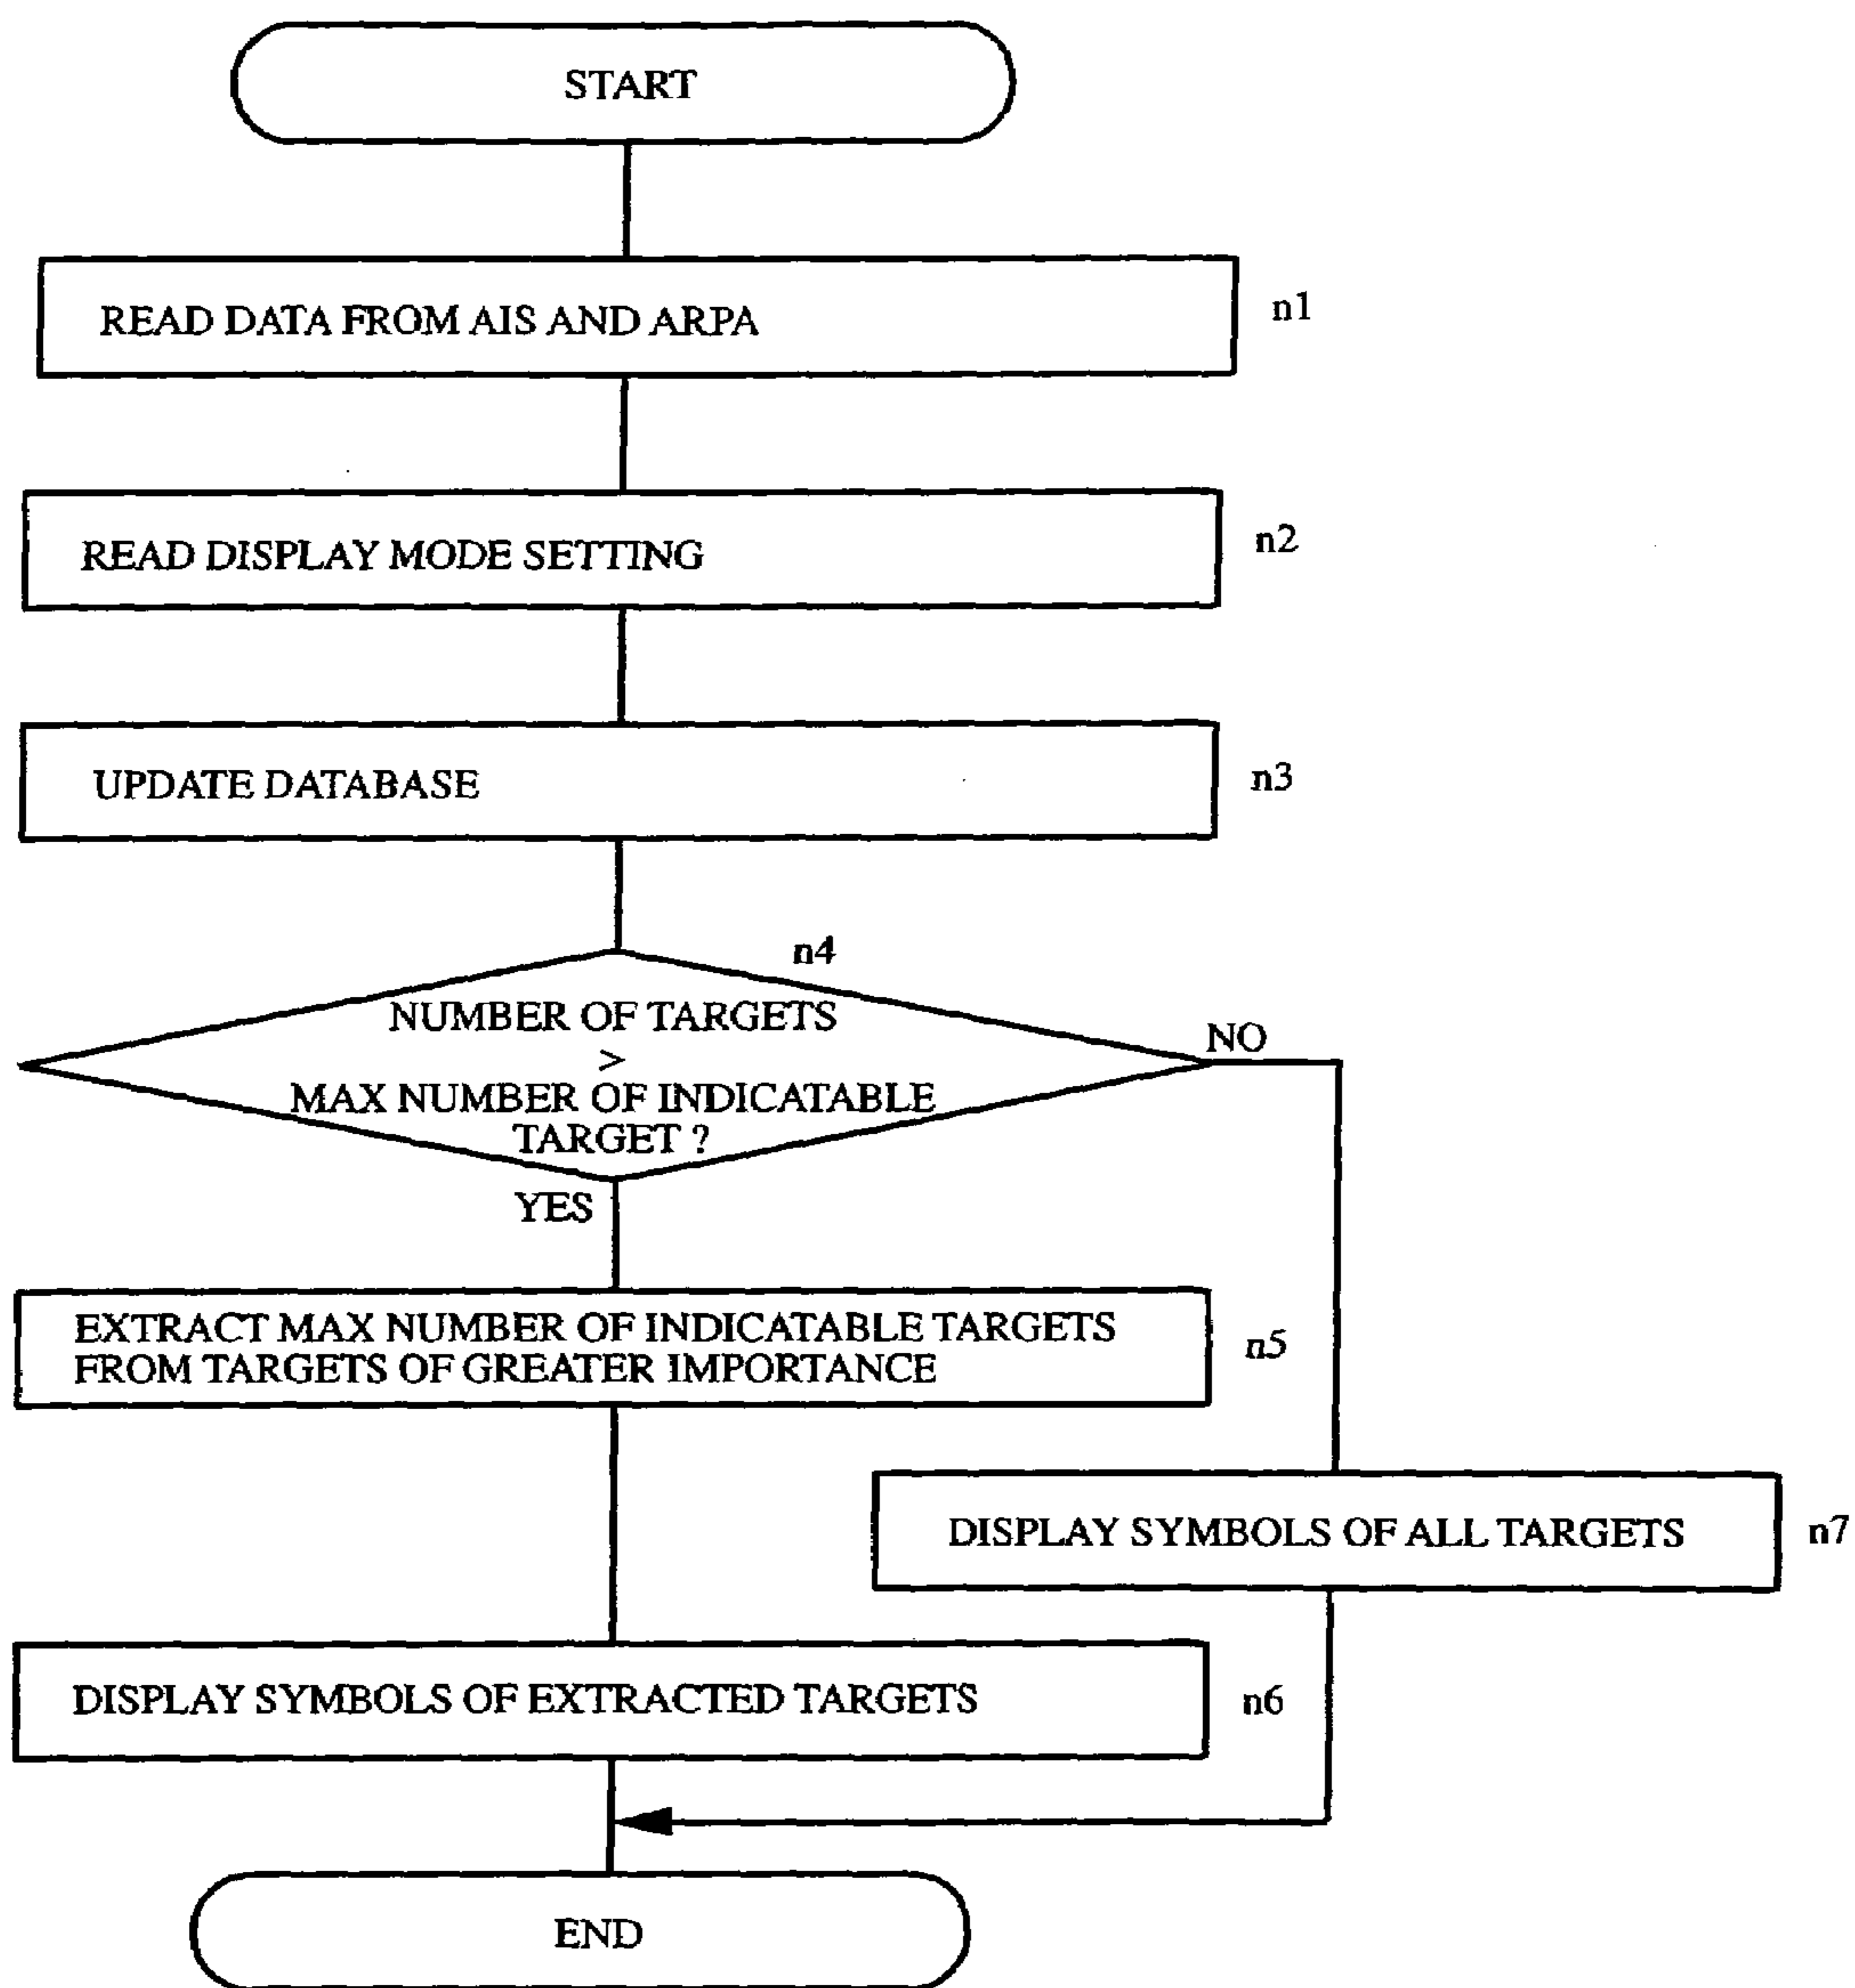 START
READ DATA FROM AIS AND ARPA
n1
READ DISPLAY MODE SETTING
n2
UPDATE DATABASE
n3
n4
NUMBER OF TARGETS
>
MAX NUMBER OF INDICATABLE
TARGET ?
NO
YES
EXTRACT MAX NUMBER OF INDICATABLE TARGETS
FROM TARGETS OF GREATER IMPORTANCE
n5
DISPLAY SYMBOLS OF ALL TARGETS
n7
DISPLAY SYMBOLS OF EXTRACTED TARGETS
n6
END